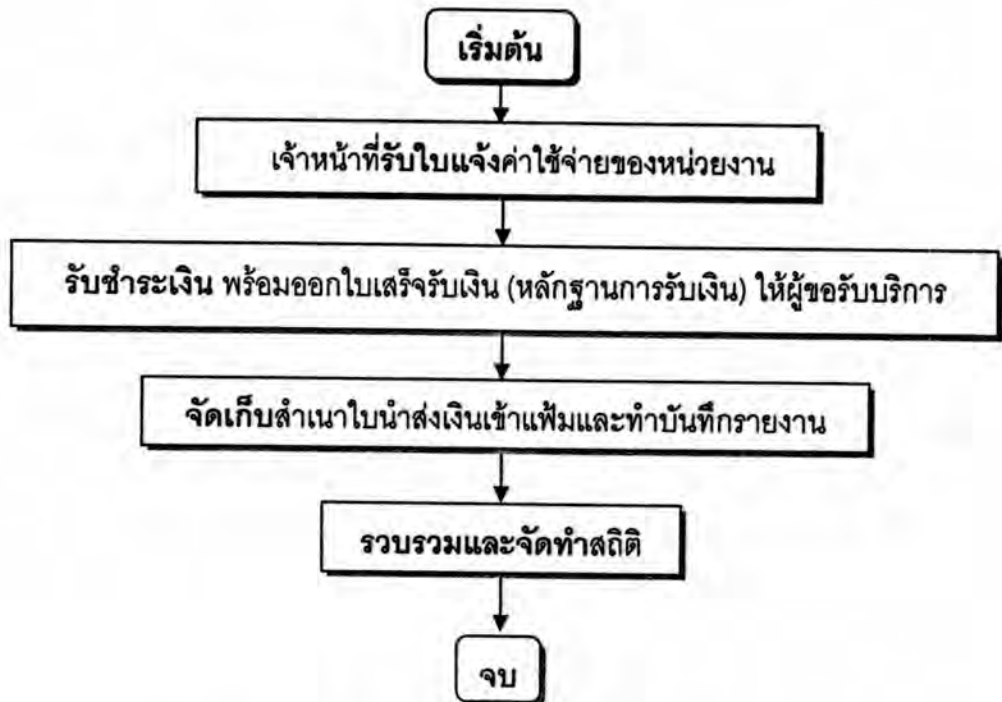 เริ่มต้น
เจ้าหน้าที่รับใบแจ้งค่าใช้จ่ายของหน่วยงาน
รับชำระเงิน พร้อมออกใบเสร็จรับเงิน (หลักฐานการรับเงิน) ให้ผู้ขอรับบริการ
จัดเก็บสำเนาใบนำส่งเงินเข้าแฟ้มและทำบันทึกรายงาน
รวบรวมและจัดทำสถิติ
จบ